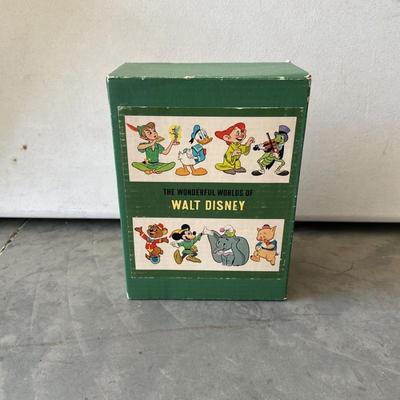 THE WONDERFUL WORLDS OF
WALT DISNEY